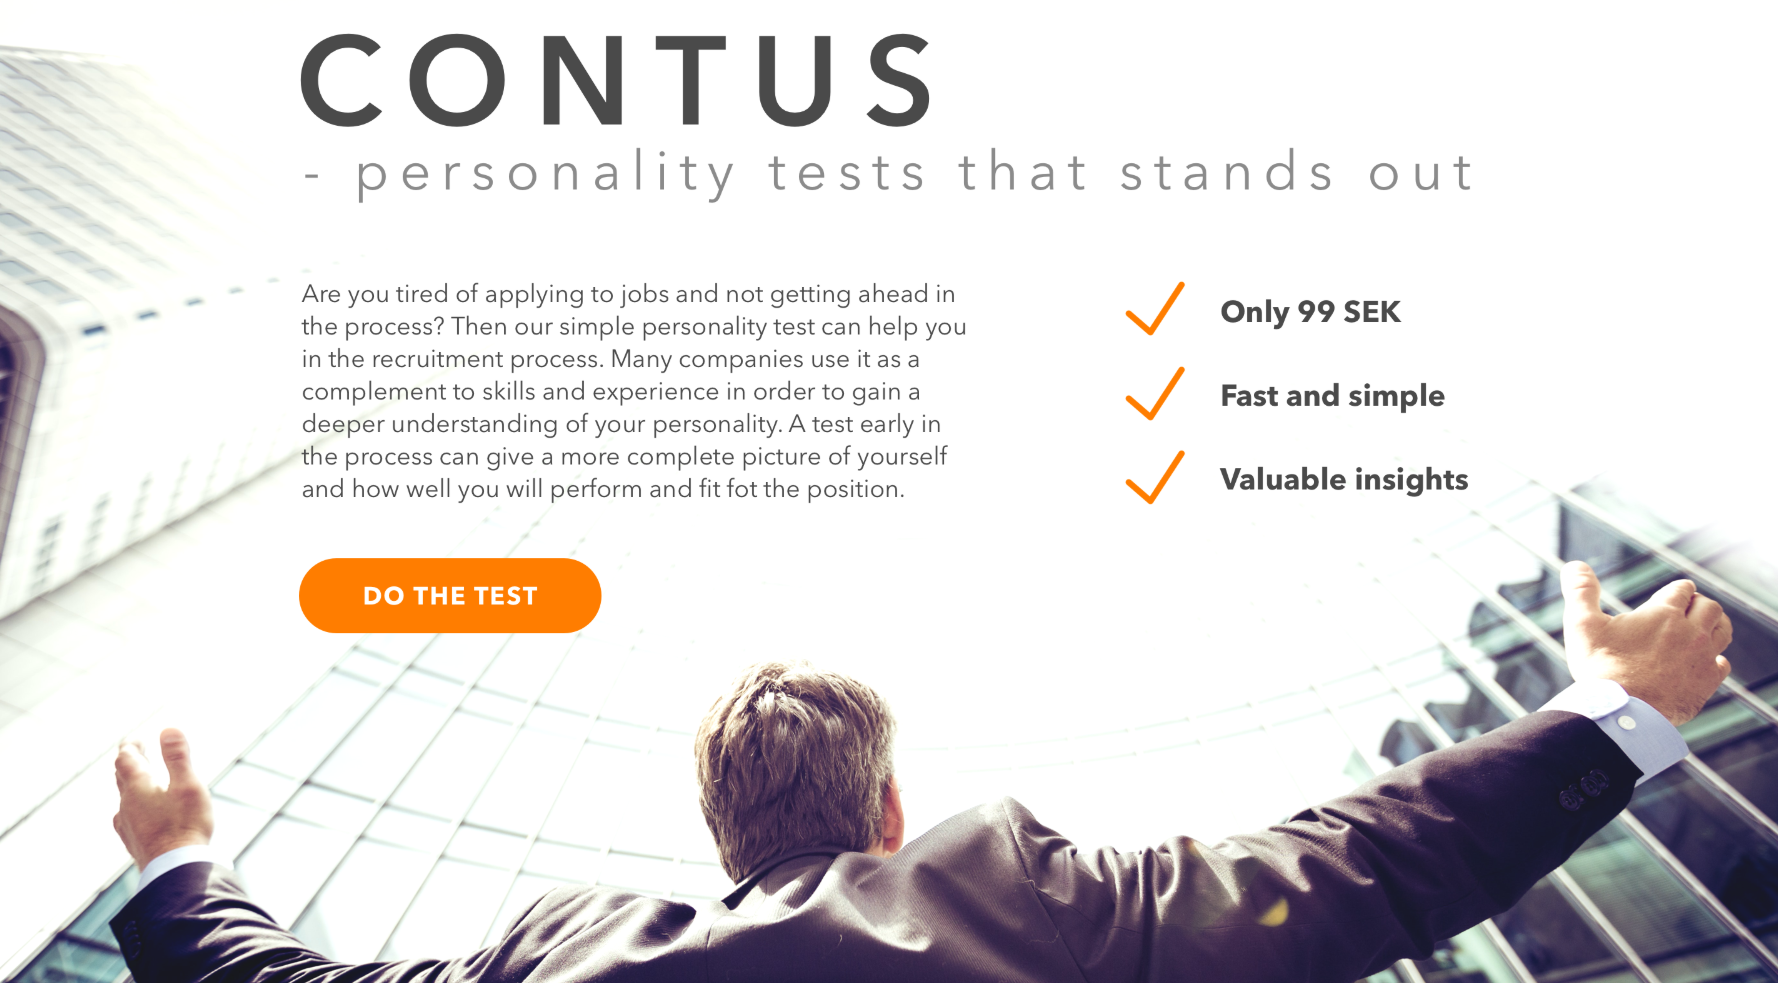 CONTUS
- personality tests that stands out
Are you tired of applying to jobs and not getting ahead in
the process? Then our simple personality test can help you
in the recruitment process. Many companies use it as a
complement to skills and experience in order to gain a
deeper understanding of your personality. A test early in
the process can give a more complete picture of yourself
and how well you will perform and fit fot the position.
Only 99 SEK
Fast and simple
Valuable insights
DO THE TEST